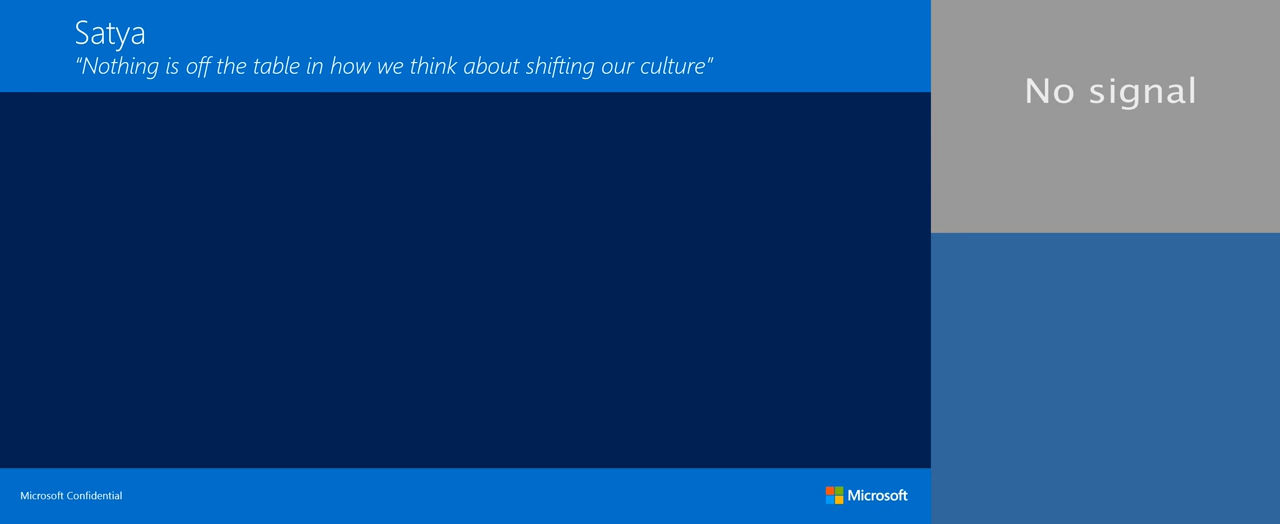 Satya
“Nothing is off the table in how we think about shifting our culture”
No signal
Microsoft Confidential
Microsoft